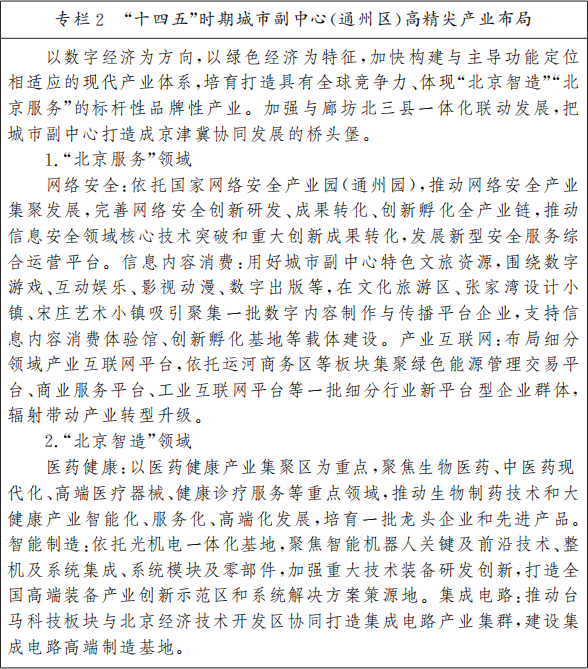 专栏2 “十四五”时期城市副中心(通州区)高精尖产业布局
以数字经济为方向,以绿色经济为特征,加快构建与主导功能定位
相适应的现代产业体系,培育打造具有全球竞争力、体现“北京智造”“北
京服务”的标杆性品牌性产业。加强与廊坊北三县一体化联动发展,把
城市副中心打造成京津冀协同发展的桥头堡。
1.“北京服务”领域
网络安全:依托国家网络安全产业园(通州园),推动网络安全产业
集聚发展,完善网络安全创新研发、成果转化、创新孵化全产业链,推动
信息安全领域核心技术突破和重大创新成果转化,发展新型安全服务综
合运营平台。信息内容消费:用好城市副中心特色文旅资源,围绕数字
游戏、互动娱乐、影视动漫、数字出版等,在文化旅游区、张家湾设计小
镇、宋庄艺术小镇吸引聚集一批数字内容制作与传播平台企业,支持信
息内容消费体验馆、创新孵化基地等载体建设。产业互联网:布局细分
领域产业互联网平台,依托运河商务区等板块集聚绿色能源管理交易平
台、商业服务平台、工业互联网平台等一批细分行业新平台型企业群体,
辐射带动产业转型升级。
2.“北京智造”领域
医药健康:以医药健康产业集聚区为重点,聚焦生物医药、中医药现
代化、高端医疗器械、健康诊疗服务等重点领域,推动生物制药技术和大
健康产业智能化、服务化、高端化发展,培育一批龙头企业和先进产品。
智能制造:依托光机电一体化基地,聚焦智能机器人关键及前沿技术、整
机及系统集成、系统模块及零部件,加强重大技术装备研发创新,打造全
国高端装备产业创新示范区和系统解决方案策源地。集成电路:推动台
马科技板块与北京经济技术开发区协同打造集成电路产业集群,建设集
成电路高端制造基地。